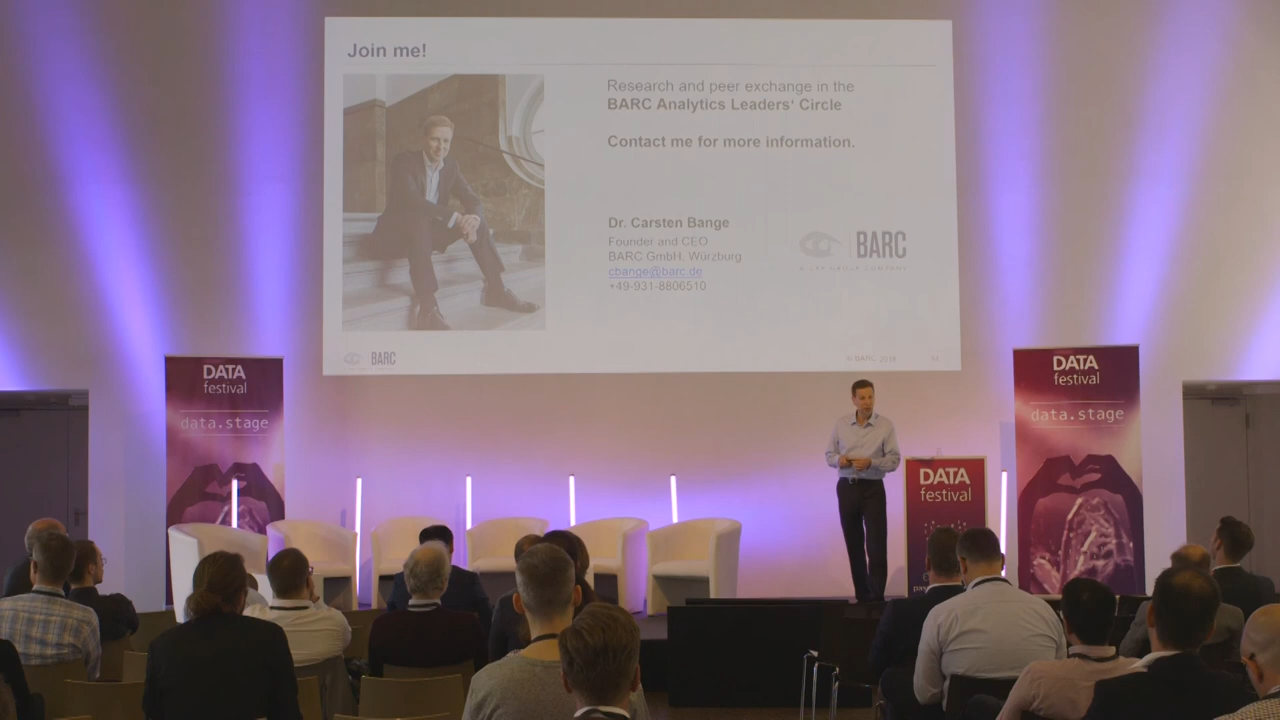 Join me!
Research and peer exchange in the
BARC Analytics Leaders' Circle
Contact me for more information.
Dr. Carsten Bange
Founder and CEO
BARC GmbH, Würzburg
cbange@barc.de
+49-931-8806510
BARC
BARC
© BARC 2018
DATA
festival
data.stage
DATA
festival
data.stage
DATA
festival